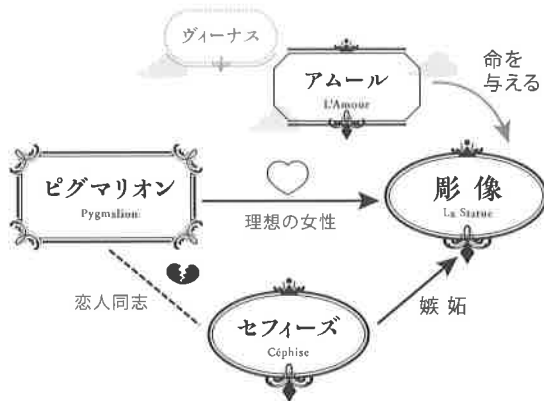 ヴィーナス
アムール
L'Amour
命を
与える
ピグマリオン
Pygmalion
理想の女性
彫像
La Statue
恋人同志
セフィーズ
Céphise
嫉妬